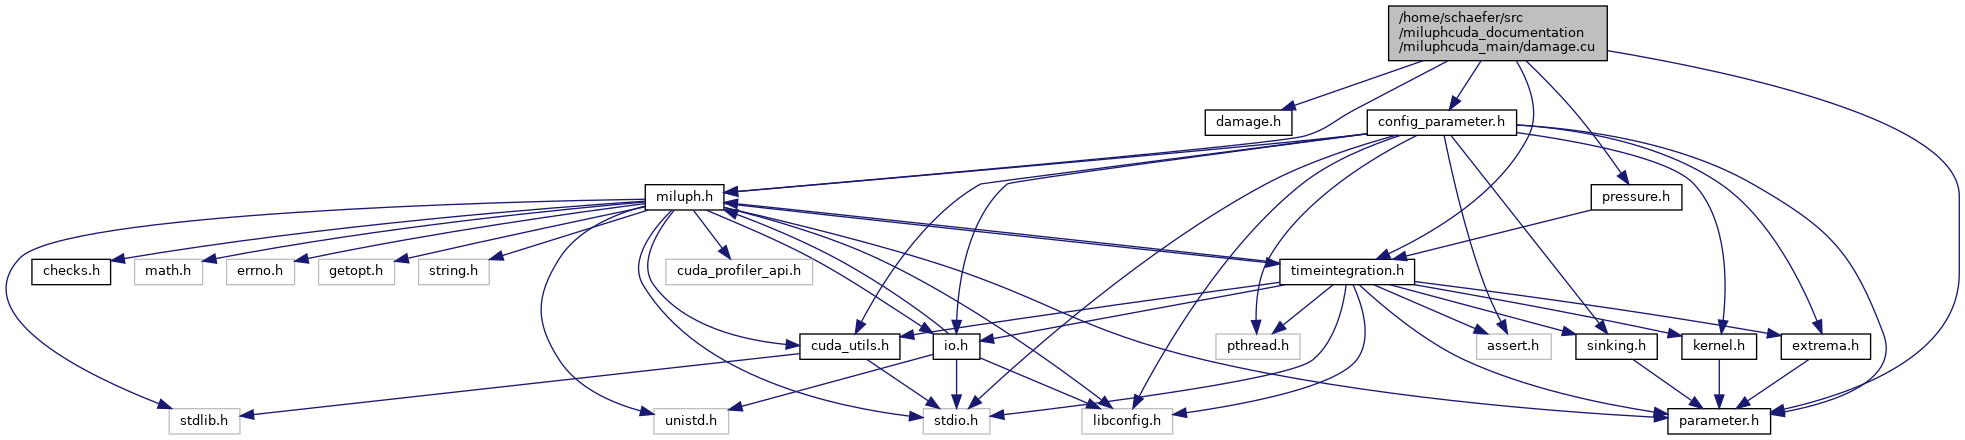 /home/schaefer/src
/miluphcuda_documentation
/miluphcuda_main/damage.cu
damage.h
config_parameter.h
miluph.h
pressure.h
checks.h
math.h
errno.h
getopt.h
string.h
cuda_profiler_api.h
timeintegration.h
cuda_utils.h
io.h
pthread.h
assert.h
sinking.h
kernel.h
extrema.h
stdlib.h
unistd.h
stdio.h
libconfig.h
parameter.h